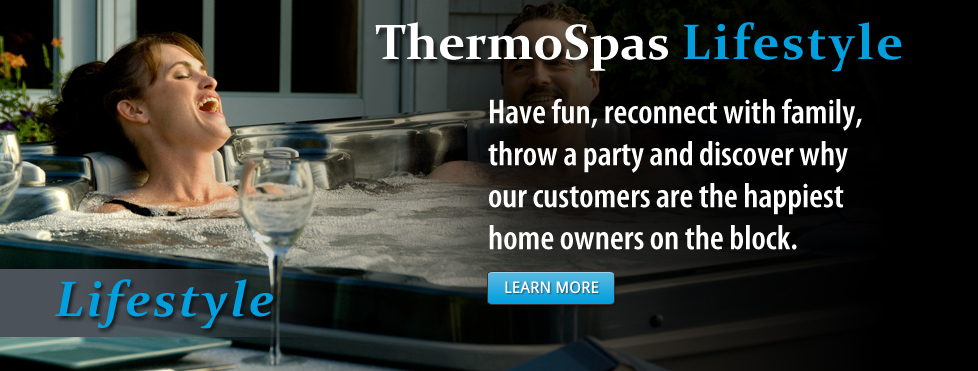 ThermoSpas Lifestyle
Have fun, reconnect with family,
throw a party and discover why
our customers are the happiest
home owners on the block.
LEARN MORE
Lifestyle